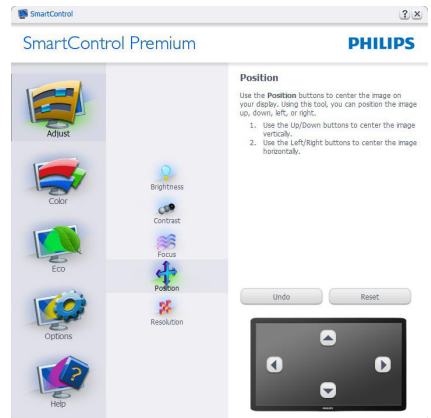 SmartControl
SmartControl Premium
PHILIPS
Adjust
Color
Eco
Options
Help
Brightness
Contrast
Focus
Position
Resolution
Position
Use the Position buttons to center the image on
your display. Using this tool, you can position the image
up, down, left, or right.
1. Use the Up/Down buttons to center the image
vertically.
2. Use the Left/Right buttons to center the image
horizontally.
Undo
Reset
PHILIPS